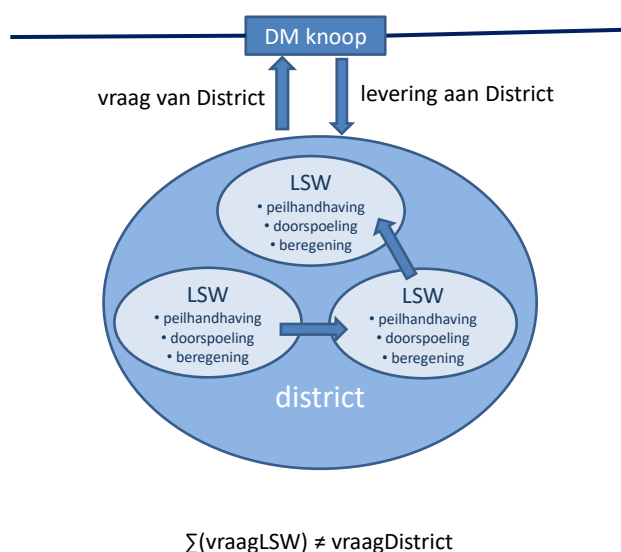 DM knoop
vraag van District
levering aan District
LSW
• peilhandhaving
• doorspoeling
• beregening
LSW
• peilhandhaving
• doorspoeling
• beregening
LSW
• peilhandhaving
• doorspoeling
• beregening
district
∑(vraagLSW) ≠ vraagDistrict